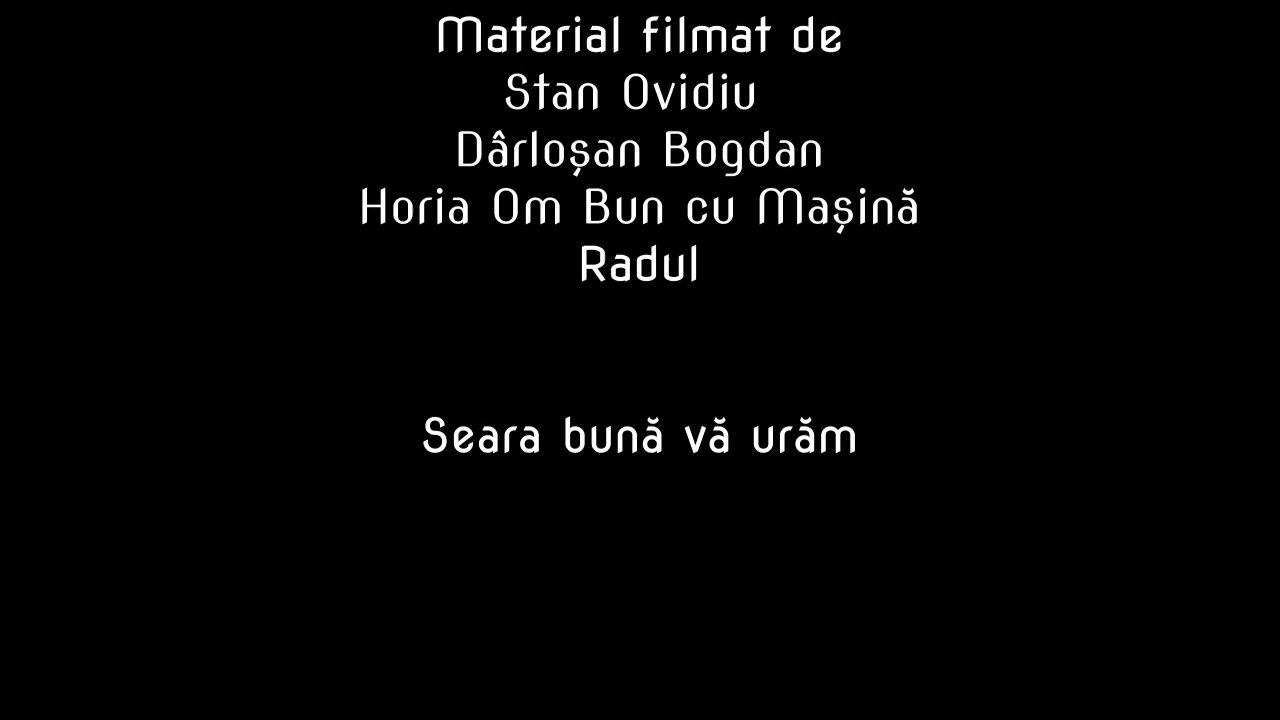 Material filmat de
Stan Ovidiu
Dârloșan Bogdan
Horia Om Bun cu Mașină
Radul
Seara bună vă urăm